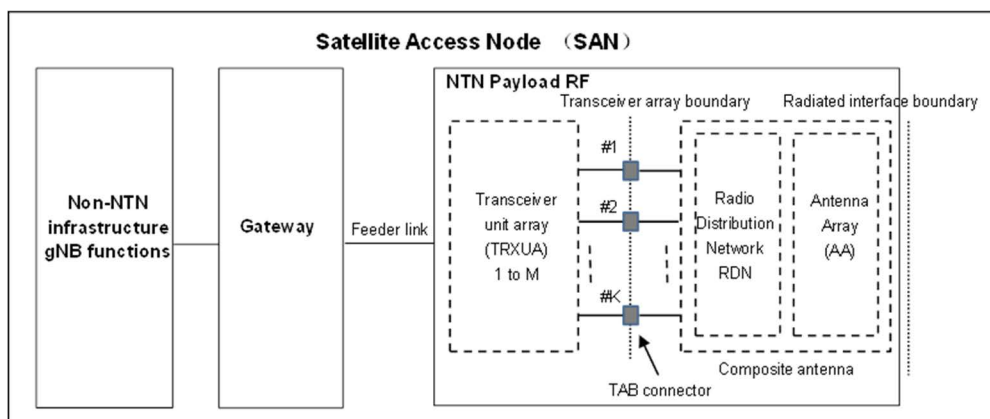 Satellite Access Node （SAN）
NTN Payload RF
Transceiver array boundary
Radiated interface boundary
Non-NTN
infrastructure
gNB functions
Gateway
Feeder link
Transceiver
unit array
(TRXUA)
1 to M
#1
#2
#K
Radio
Distribution
Network
RDN
Antenna
Array
(AA)
Composite antenna
TAB connector